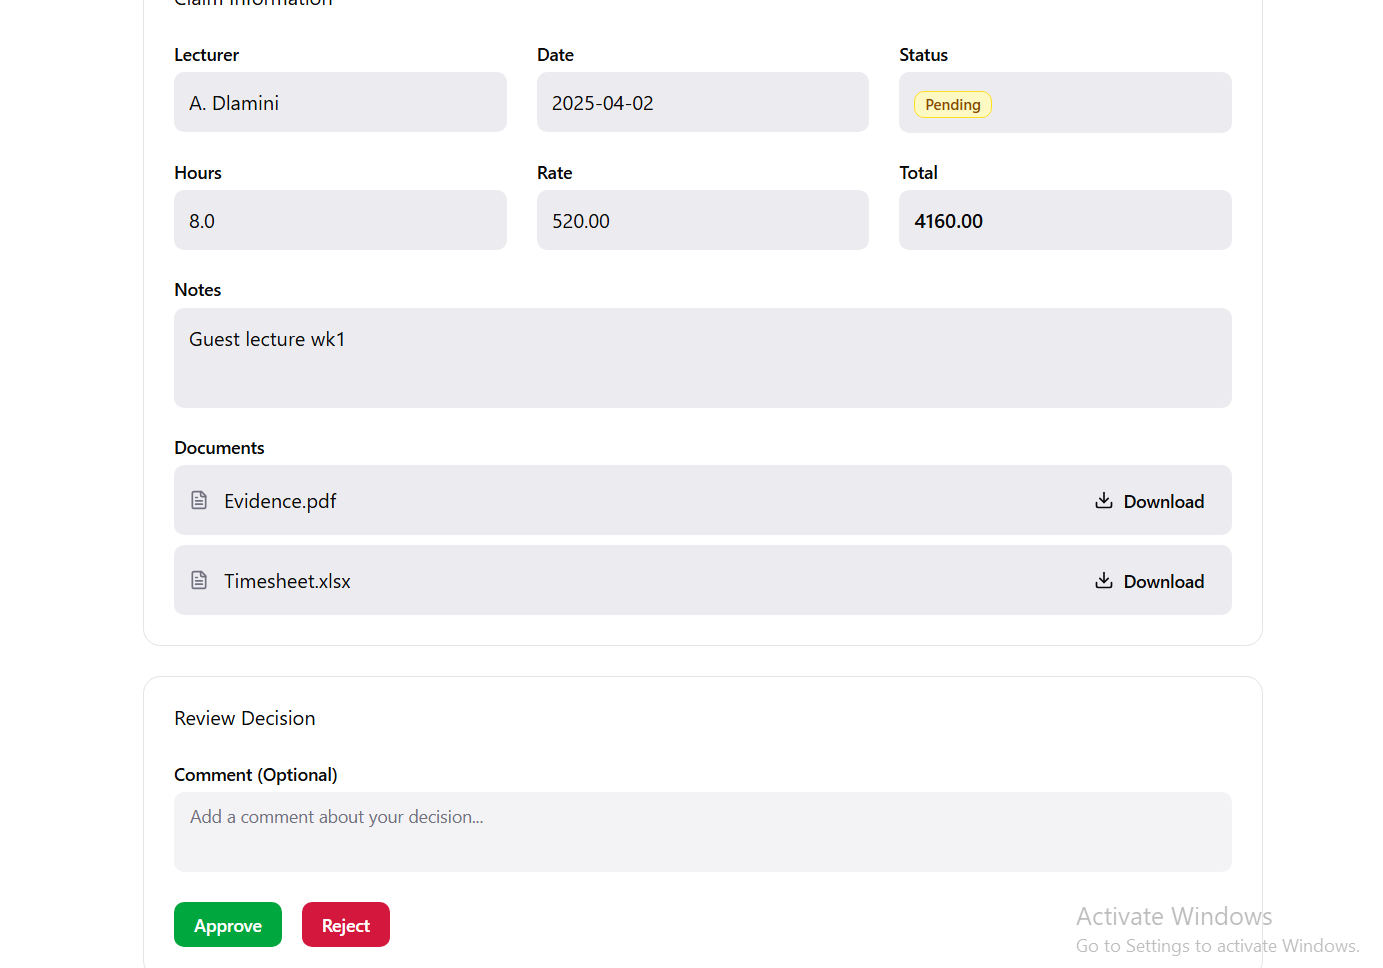 Claim Information
Lecturer Date Status
A. Dlamini 2025-04-02 Pending
Hours Rate Total
8.0 520.00 4160.00
Notes
Guest lecture wk1
Documents
Evidence.pdf Download
Timesheet.xlsx Download
Review Decision
Comment (Optional)
Add a comment about your decision...
Approve Reject
Activate Windows
Go to Settings to activate Windows.